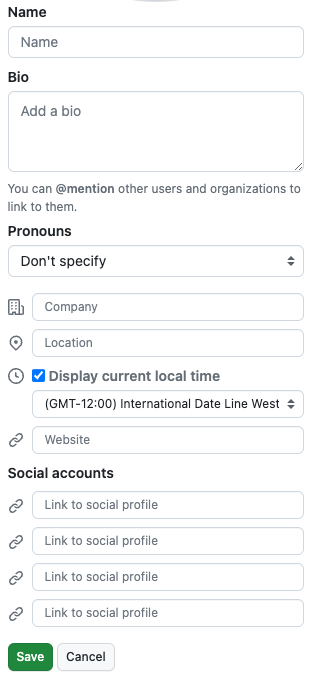 Name
Name
Bio
Add a bio
You can @mention other users and organizations to
link to them.
Pronouns
Don't specify
Company
Location
Display current local time
(GMT-12:00) International Date Line West
Website
Social accounts
Link to social profile
Link to social profile
Link to social profile
Link to social profile
Save Cancel